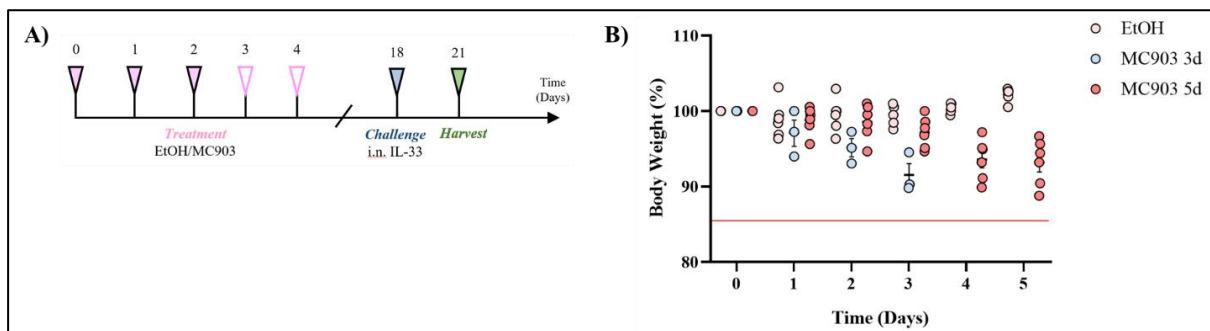 A)
0 1 2 3 4 18 21
Time
(Days)
Treatment Challenge Harvest
EtOH/MC903 i.n. IL-33
B)
EtOH
MC903 3d
MC903 5d
110
100
90
80
Body Weight (%)
0 1 2 3 4 5
Time (Days)